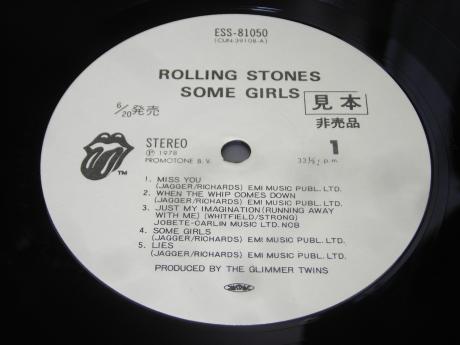 ESS-81050
(CUN-39108-A)
ROLLING STONES
SOME GIRLS
見本
非売品
6/20発売
STEREO
Ⓟ 1978
PROMOTONE B.V.
1
33⅓ r.p.m.
TM
1. MISS YOU
(JAGGER/RICHARDS) EMI MUSIC PUBL. LTD.
2. WHEN THE WHIP COMES DOWN
(JAGGER/RICHARDS) EMI MUSIC PUBL. LTD.
3. JUST MY IMAGINATION (RUNNING AWAY
WITH ME) (WHITFIELD/STRONG)
JOBETE-CARLIN MUSIC LTD. NCB
4. SOME GIRLS
(JAGGER/RICHARDS) EMI MUSIC PUBL. LTD.
5. LIES
(JAGGER/RICHARDS) EMI MUSIC PUBL. LTD.
PRODUCED BY THE GLIMMER TWINS